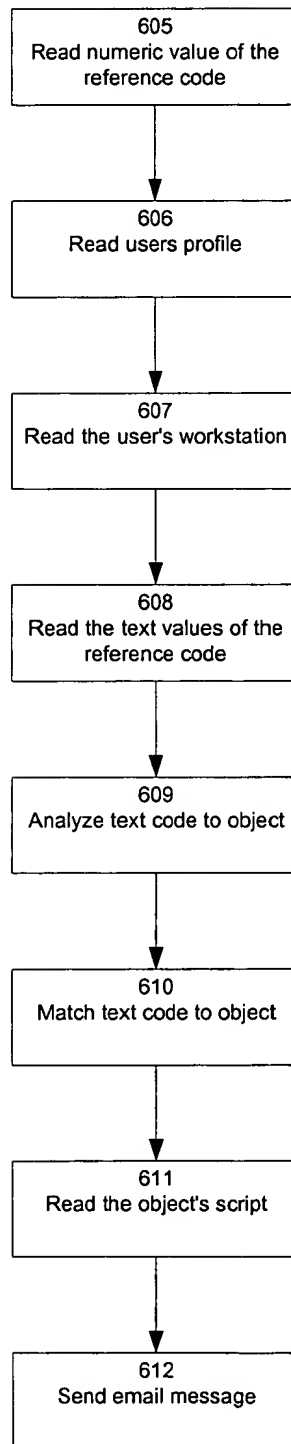 605
Read numeric value of the
reference code
606
Read users profile
607
Read the user's workstation
608
Read the text values of the
reference code
609
Analyze text code to object
610
Match text code to object
611
Read the object's script
612
Send email message